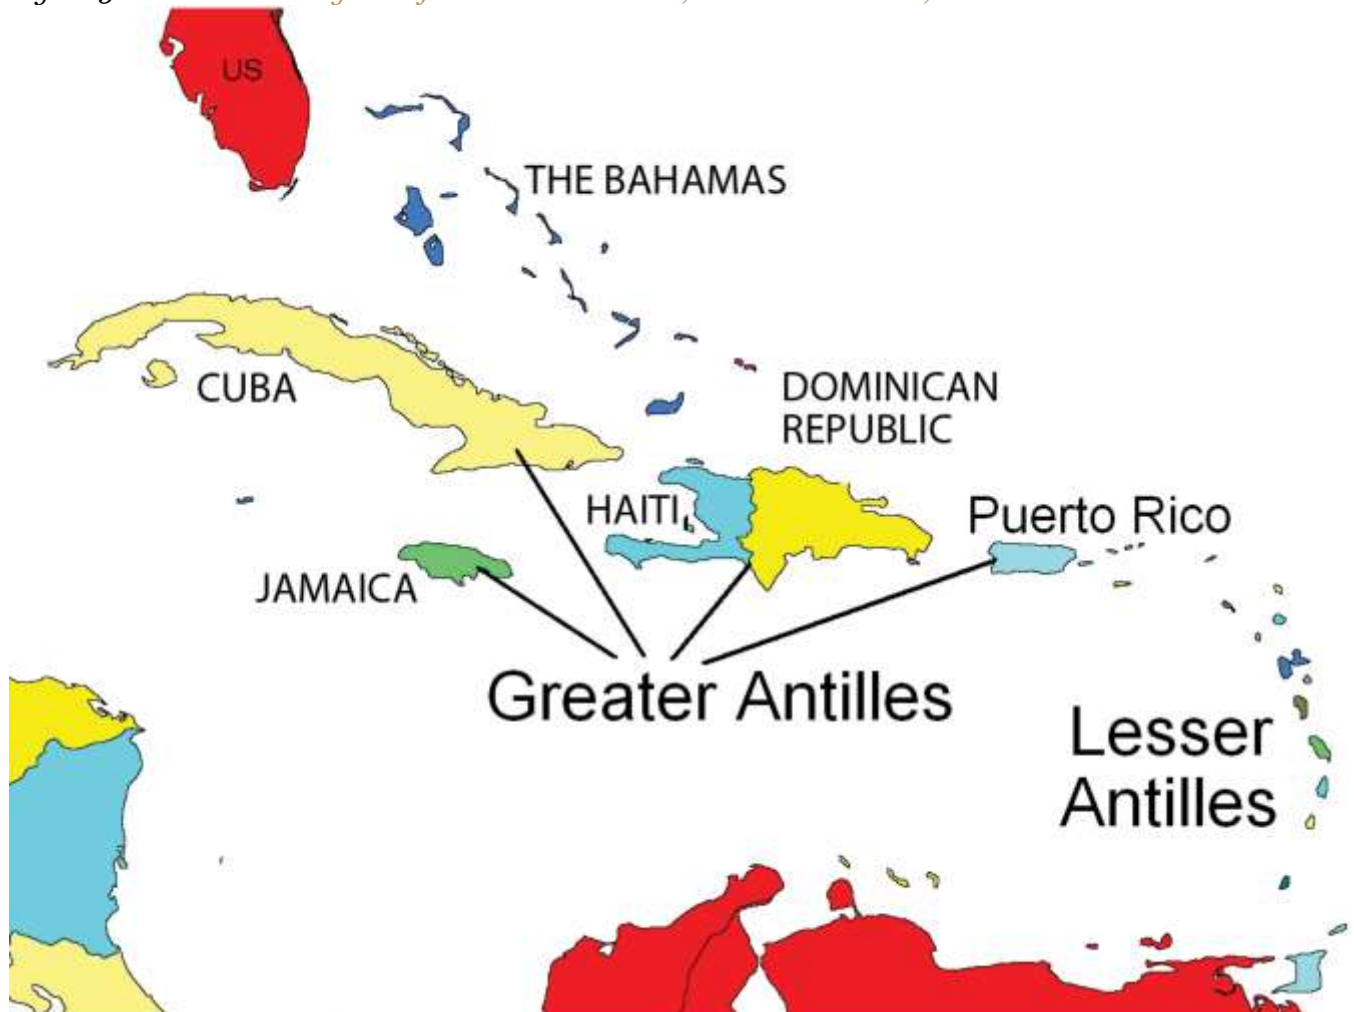 US
THE BAHAMAS
CUBA
DOMINICAN
REPUBLIC
HAITI
Puerto Rico
JAMAICA
Greater Antilles
Lesser
Antilles